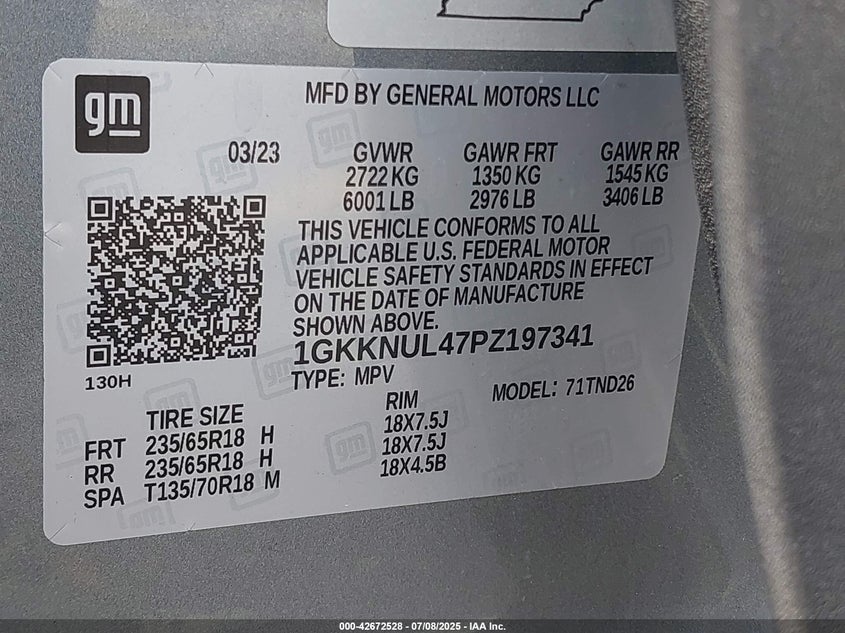 gm
MFD BY GENERAL MOTORS LLC
03/23 GVWR GAWR FRT GAWR RR
2722 KG 1350 KG 1545 KG
6001 LB 2976 LB 3406 LB
THIS VEHICLE CONFORMS TO ALL
APPLICABLE U.S. FEDERAL MOTOR
VEHICLE SAFETY STANDARDS IN EFFECT
ON THE DATE OF MANUFACTURE
SHOWN ABOVE.
1GKKNUL47PZ197341
130H
TYPE: MPV MODEL: 71TND26
TIRE SIZE RIM
FRT 235/65R18 H 18X7.5J
RR 235/65R18 H 18X7.5J
SPA T135/70R18 M 18X4.5B
000-42672528 - 07/08/2025 - IAA Inc.